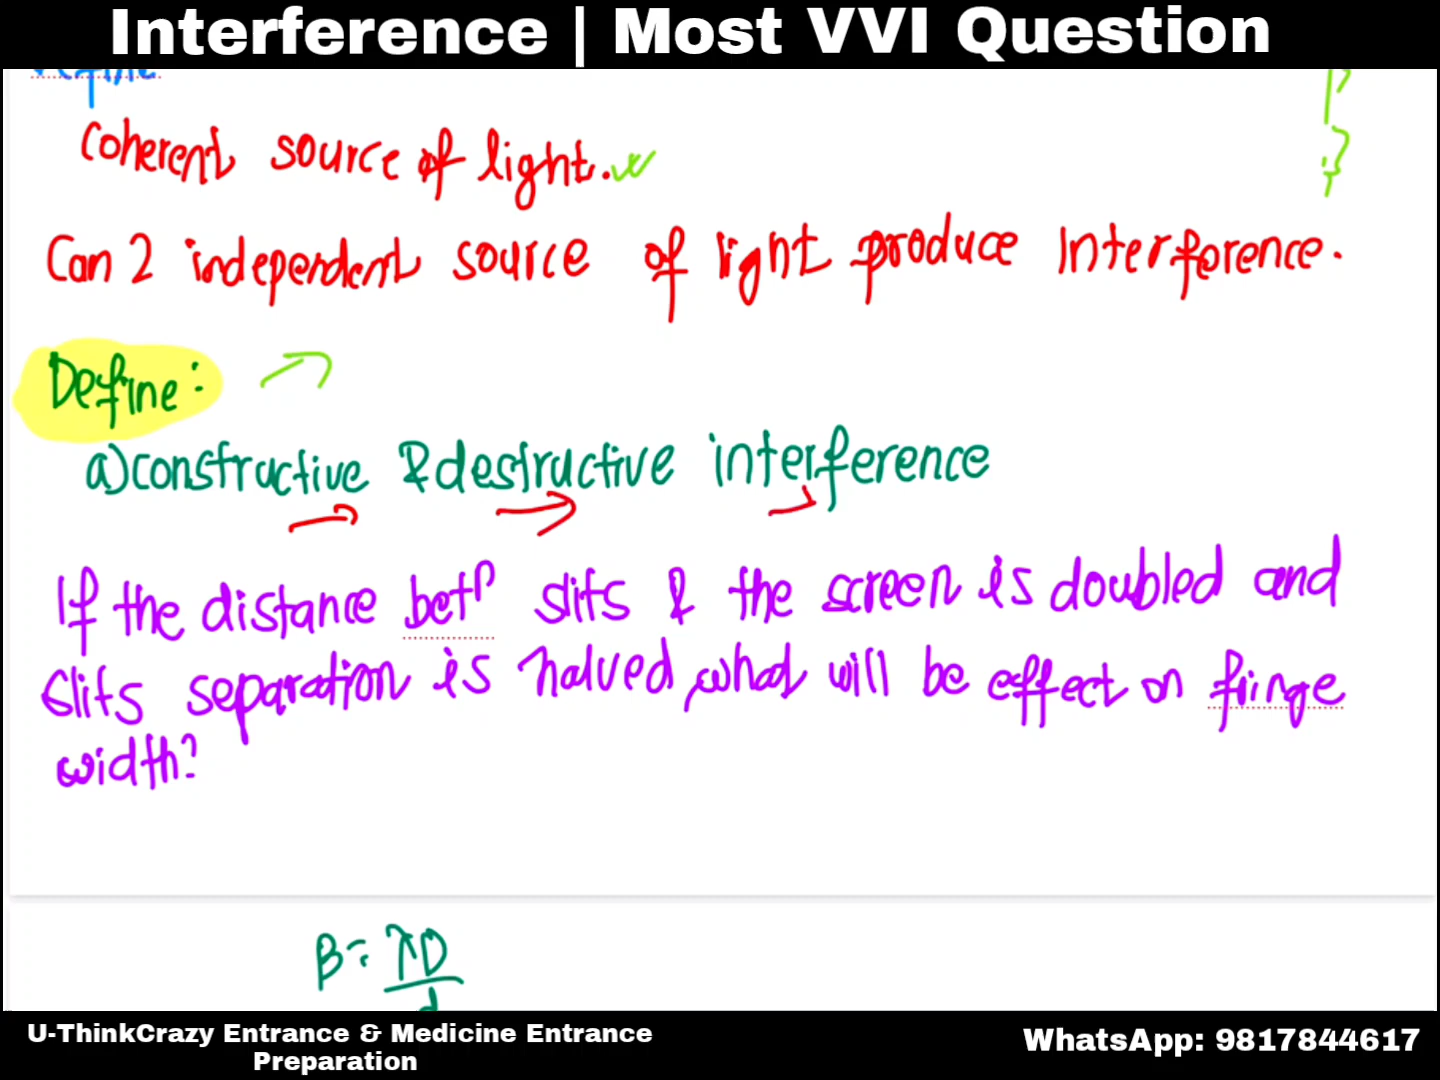 Interference | Most VVI Question
Define
Coherent source of light.
Can 2 independent source of light produce Interference.
Define:
a) constructive & destructive interference
If the distance betn slits & the screen is doubled and
slits separation is halved, what will be effect on fringe
width?
β = λD
d
U-ThinkCrazy Entrance & Medicine Entrance
Preparation
WhatsApp: 9817844617